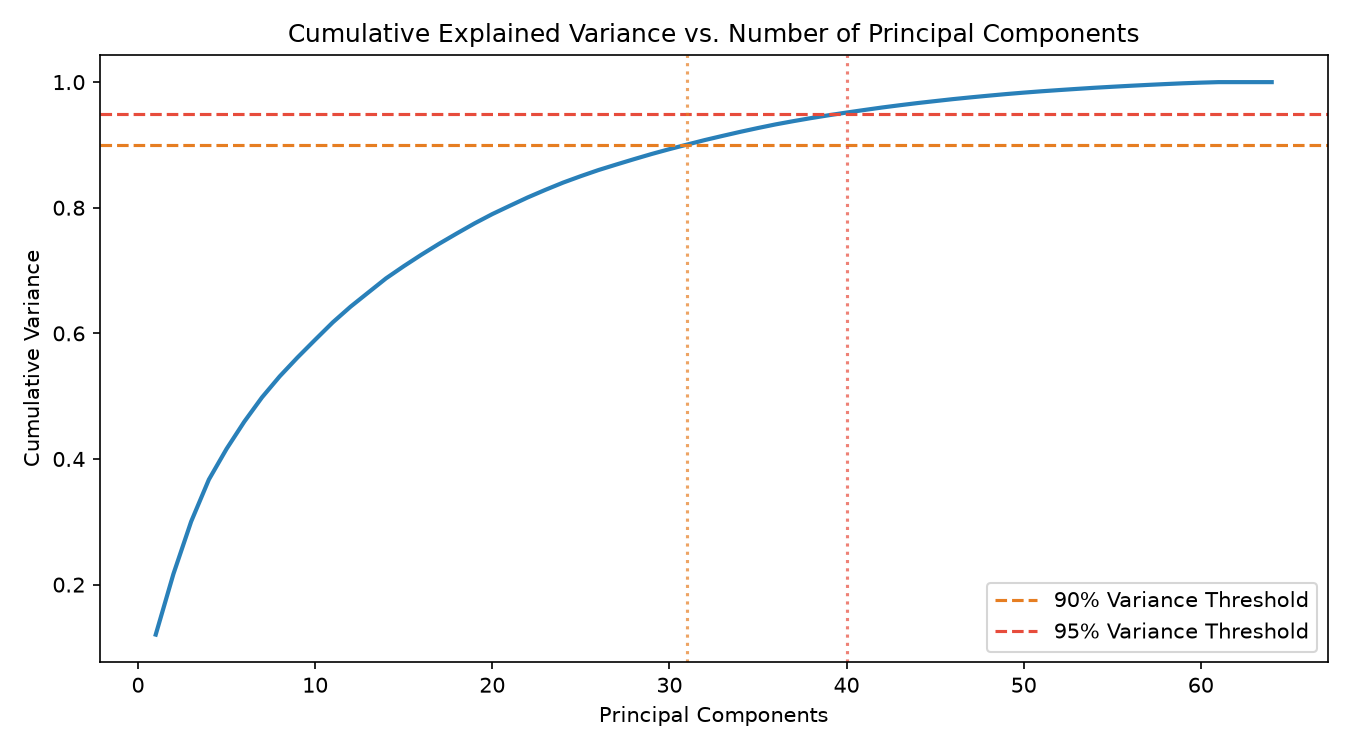 Cumulative Explained Variance vs. Number of Principal Components
Cumulative Variance
1.0
0.8
0.6
0.4
0.2
0 10 20 30 40 50 60
Principal Components
90% Variance Threshold
95% Variance Threshold